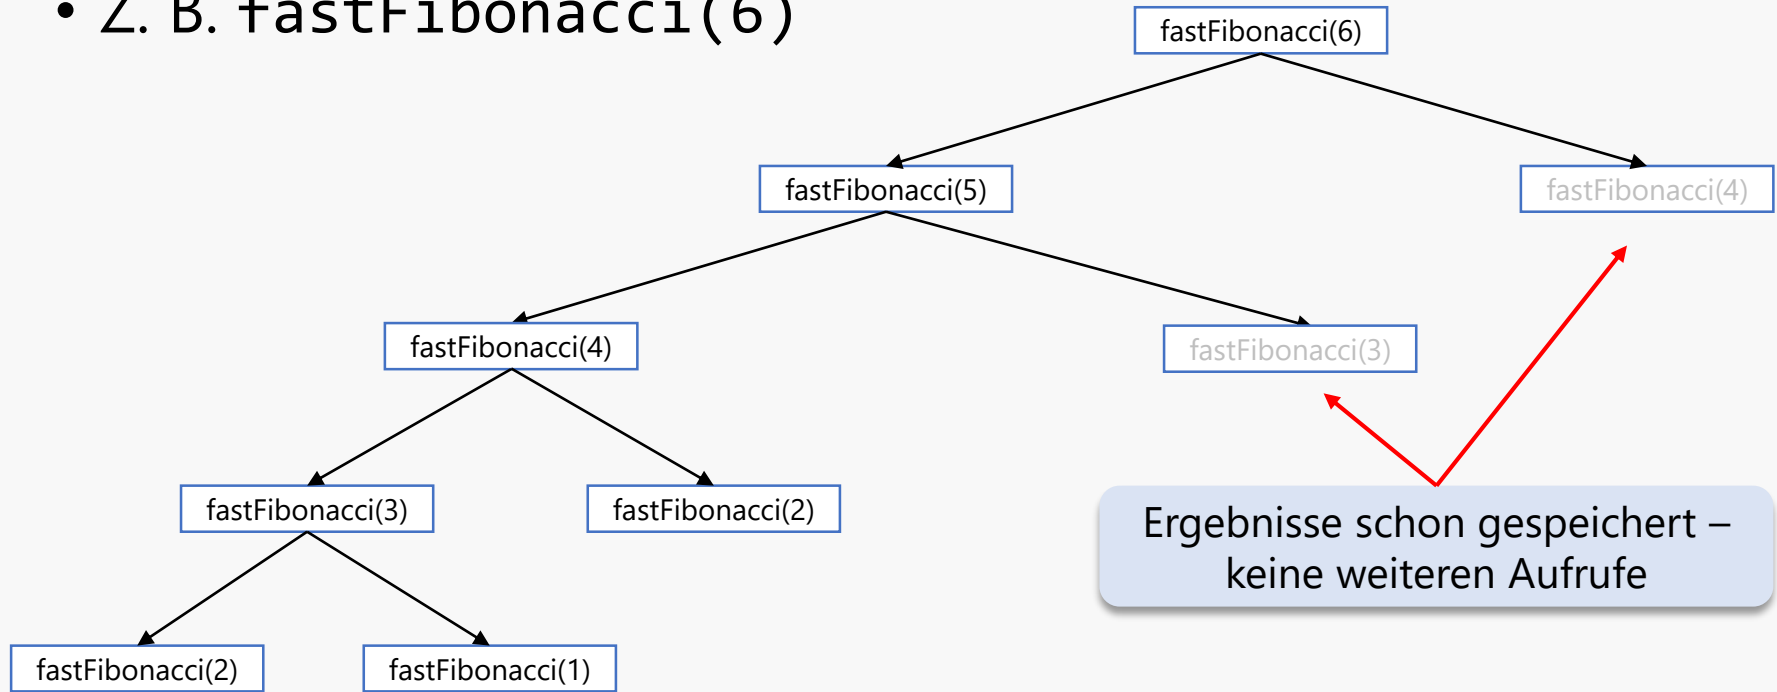 • Z. B. fastFibonacci(6)
fastFibonacci(6)
fastFibonacci(5)
fastFibonacci(4)
fastFibonacci(4)
fastFibonacci(3)
fastFibonacci(3)
fastFibonacci(2)
Ergebnisse schon gespeichert –
keine weiteren Aufrufe
fastFibonacci(2)
fastFibonacci(1)